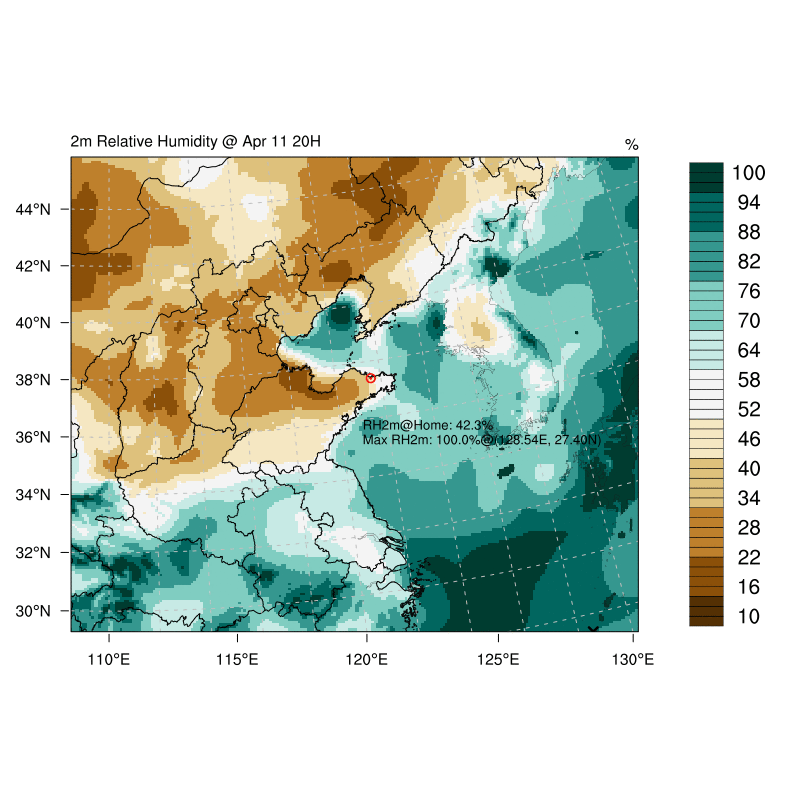 2m Relative Humidity @ Apr 11 20H
%
100
94
88
82
76
70
64
58
52
46
40
34
28
22
16
10
44°N
42°N
40°N
38°N
36°N
34°N
32°N
30°N
RH2m@Home: 42.3%
Max RH2m: 100.0%@(128.54E, 27.40N)
110°E
115°E
120°E
125°E
130°E